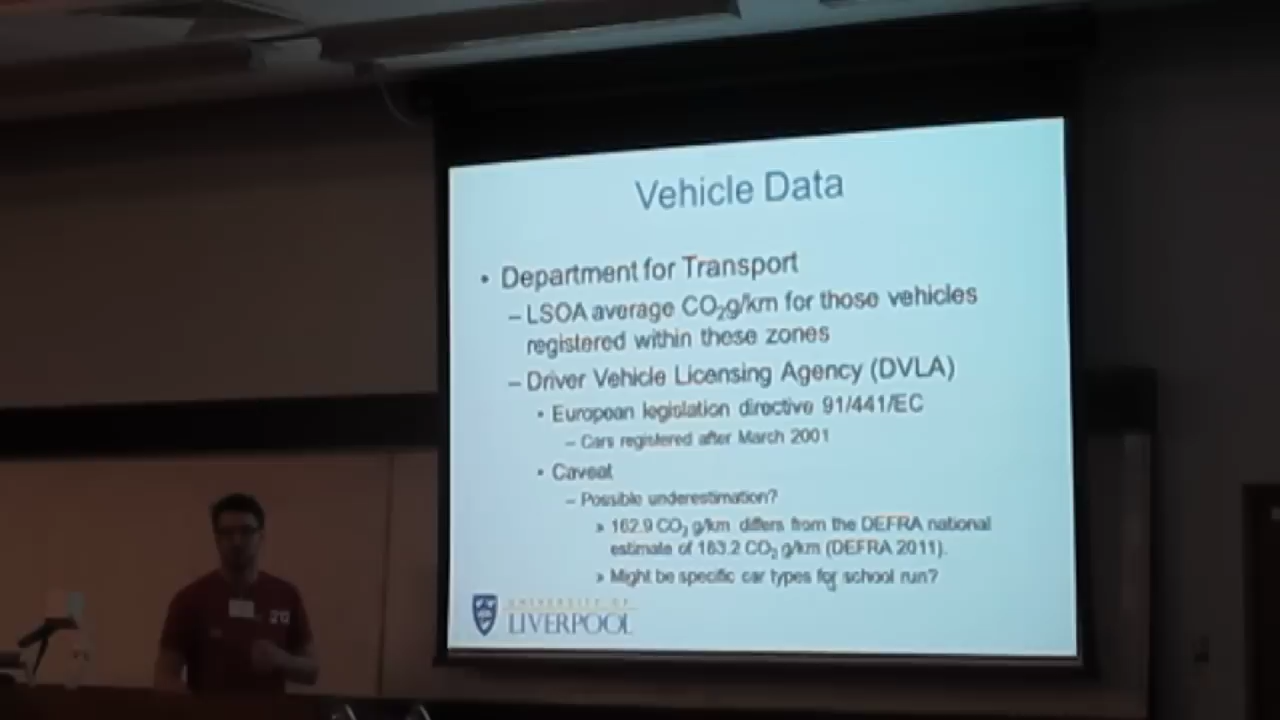 Vehicle Data
• Department for Transport
– LSOA average CO₂g/km for those vehicles
registered within these zones
– Driver Vehicle Licensing Agency (DVLA)
• European legislation directive 91/441/EC
– Cars registered after March 2001
• Caveat
– Possible underestimation?
» 162.9 CO₂ g/km differs from the DEFRA national
estimate of 183.2 CO₂ g/km (DEFRA 2011).
» Might be specific car types for school run?
UNIVERSITY OF
LIVERPOOL